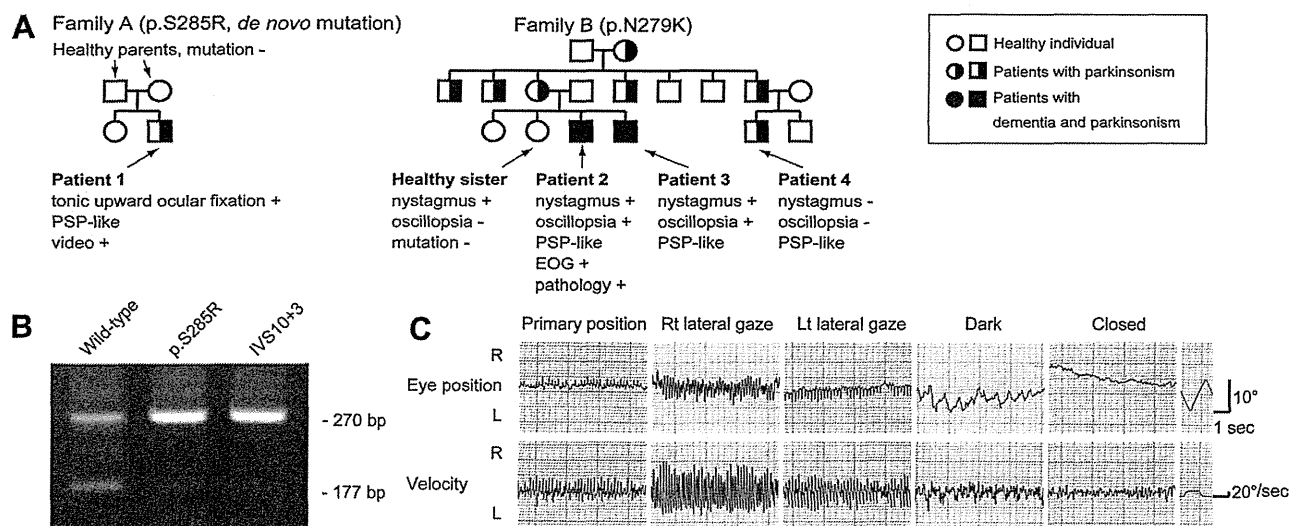 A
Family A (p.S285R, de novo mutation)
Healthy parents, mutation -
Patient 1
tonic upward ocular fixation +
PSP-like
video +
Family B (p.N279K)
Healthy sister
nystagmus +
oscillopsia -
mutation -
Patient 2
nystagmus +
oscillopsia +
PSP-like
EOG +
pathology +
Patient 3
nystagmus +
oscillopsia +
PSP-like
Patient 4
nystagmus -
oscillopsia -
PSP-like
Healthy individual
Patients with parkinsonism
Patients with
dementia and parkinsonism
B
Wild-type
p.S285R
IVS10+3
- 270 bp
- 177 bp
C
Primary position
Rt lateral gaze
Lt lateral gaze
Dark
Closed
R
Eye position
L
10°
1 sec
R
Velocity
L
20°/sec